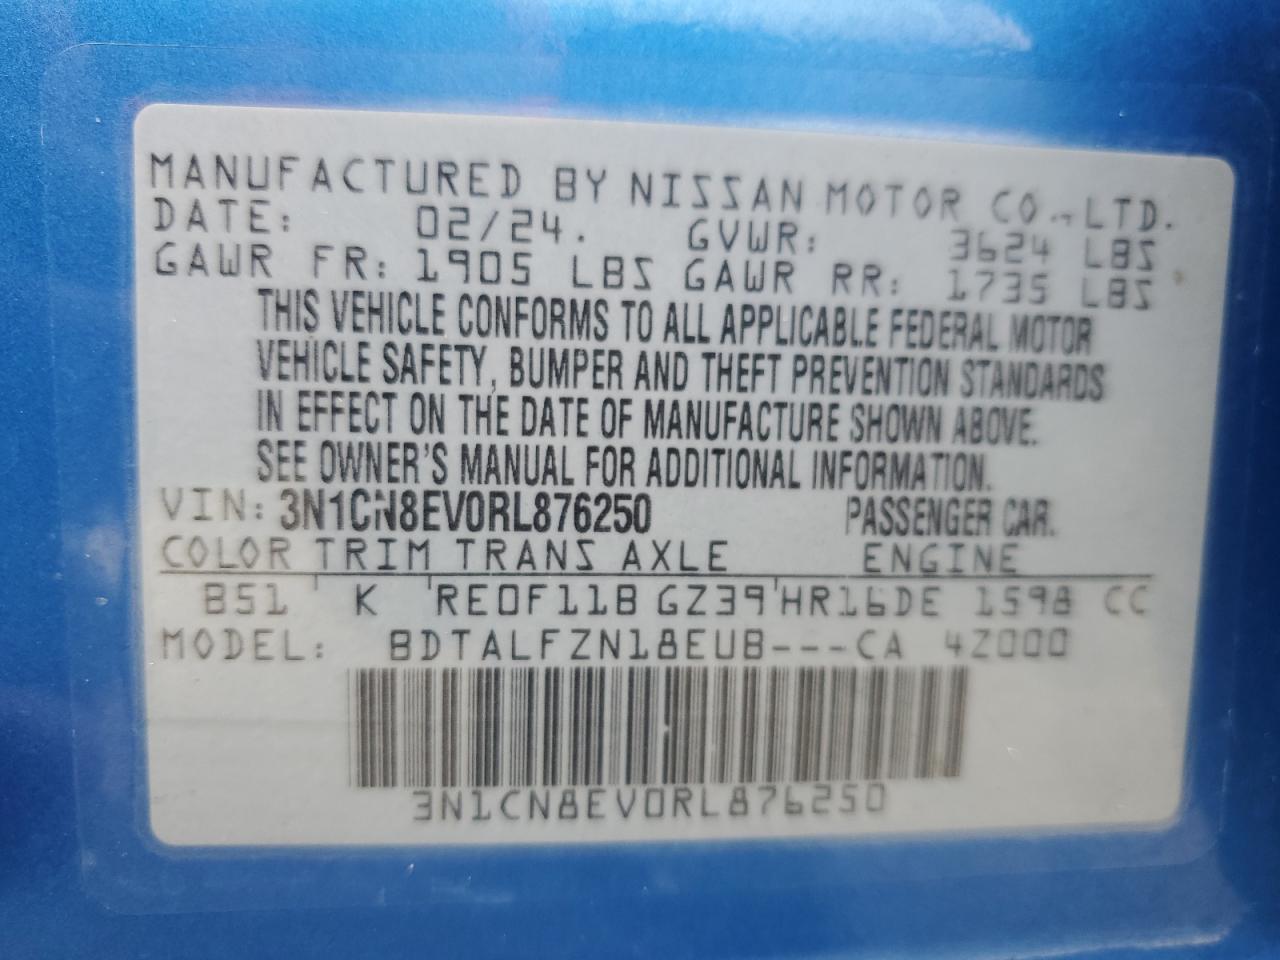 MANUFACTURED BY NISSAN MOTOR CO., LTD.
DATE: 02/24. GVWR: 3624 LBS
GAWR FR: 1905 LBS GAWR RR: 1735 LBS
THIS VEHICLE CONFORMS TO ALL APPLICABLE FEDERAL MOTOR
VEHICLE SAFETY, BUMPER AND THEFT PREVENTION STANDARDS
IN EFFECT ON THE DATE OF MANUFACTURE SHOWN ABOVE.
SEE OWNER'S MANUAL FOR ADDITIONAL INFORMATION.
VIN: 3N1CN8EV0RL876250 PASSENGER CAR.
COLOR TRIM TRANS AXLE ENGINE
B51 K RE0F11B GZ39 HR16DE 1598 CC
MODEL: BDTALFZN18EUB---CA 4Z000
3N1CN8EV0RL876250